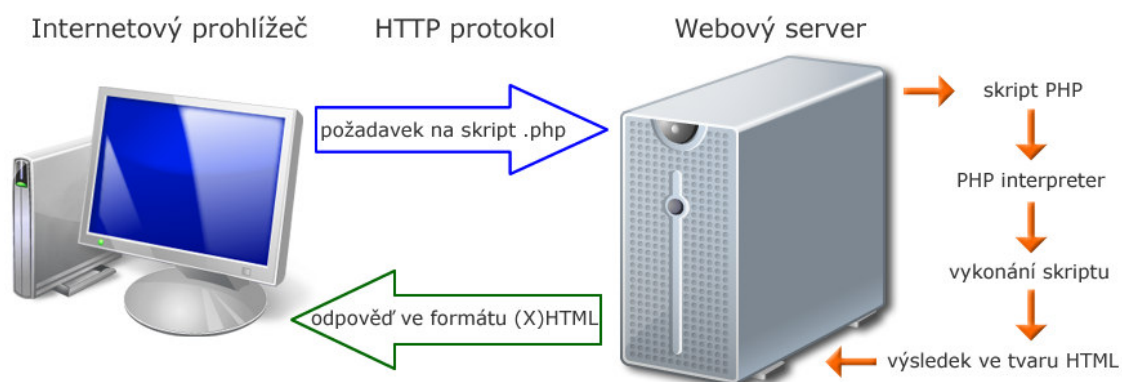 Internetový prohlížeč
HTTP protokol
Webový server
požadavek na skript .php
skript PHP
PHP interpreter
vykonání skriptu
odpověď ve formátu (X)HTML
výsledek ve tvaru HTML